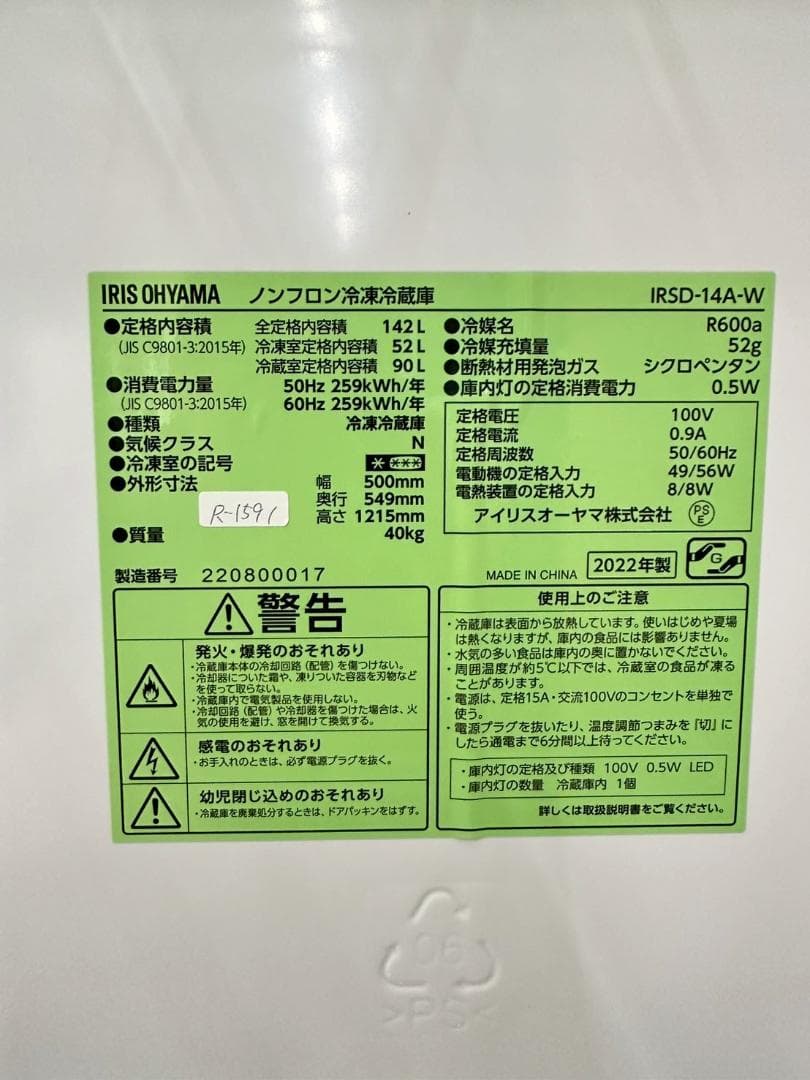 IRIS OHYAMA ノンフロン冷凍冷蔵庫 IRSD-14A-W
●定格内容積 全定格内容積 142L
(JIS C9801-3:2015年) 冷凍室定格内容積 52L
冷蔵室定格内容積 90L
●消費電力量 50Hz 259kWh/年
(JIS C9801-3:2015年) 60Hz 259kWh/年
●種類 冷凍冷蔵庫
●気候クラス N
●冷凍室の記号 * ***
●外形寸法 幅 500mm
奥行 549mm
高さ 1215mm
R-1591
●質量 40kg
製造番号 220800017
●冷媒名 R600a
●冷媒充填量 52g
●断熱材用発泡ガス シクロペンタン
●庫内灯の定格消費電力 0.5W
定格電圧 100V
定格電流 0.9A
定格周波数 50/60Hz
電動機の定格入力 49/56W
電熱装置の定格入力 8/8W
アイリスオーヤマ株式会社 PSE
MADE IN CHINA 2022年製 G
警告
発火・爆発のおそれあり
・冷蔵庫本体の冷却回路(配管)を傷つけない。
・冷却器についた霜や、凍りついた容器を刃物など
を使って取らない。
・冷蔵庫内で電気製品を使用しない。
・冷却回路(配管)や冷却器を傷つけた場合は、火
気の使用を避け、窓を開けて換気する。
感電のおそれあり
・お手入れのときは、必ず電源プラグを抜く。
幼児閉じ込めのおそれあり
・冷蔵庫を廃棄処分するときは、ドアパッキンをはずす。
使用上のご注意
・冷蔵庫は表面から放熱しています。使いはじめや夏場
は熱くなりますが、庫内の食品には影響ありません。
・水気の多い食品は庫内の奥に置かないでください。
・周囲温度が約5℃以下では、冷蔵室の食品が凍る
ことがあります。
・電源は、定格15A・交流100Vのコンセントを単独で
使う。
・電源プラグを抜いたり、温度調節つまみを「切」に
したら通電まで6分間以上待ってください。
・庫内灯の定格及び種類 100V 0.5W LED
・庫内灯の数量 冷蔵庫内 1個
詳しくは取扱説明書をご覧ください。
06
>PS<